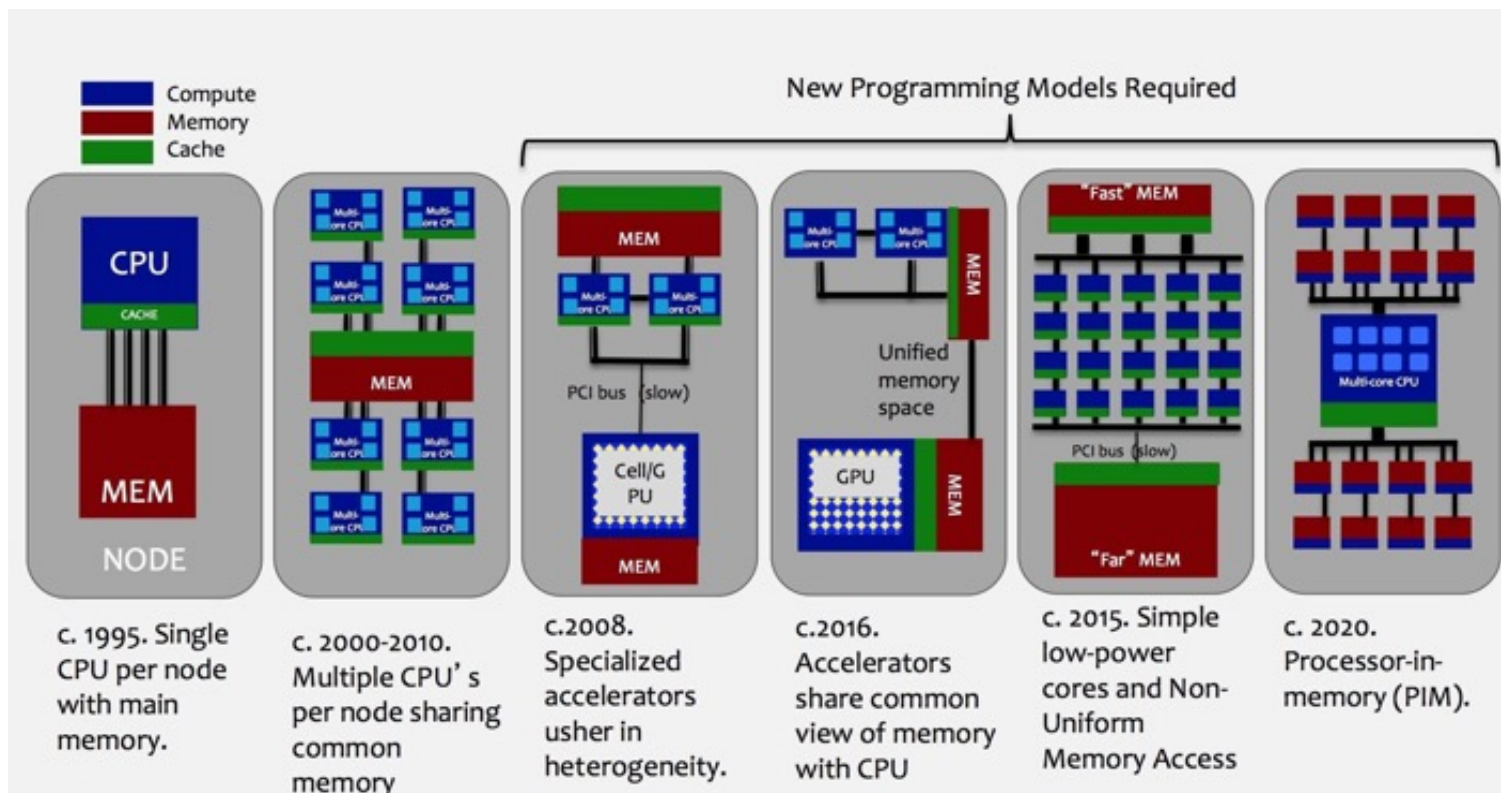 New Programming Models Required
Compute
Memory
Cache
CPU
CACHE
MEM
NODE
c. 1995. Single
CPU per node
with main
memory.
Multi-
core CPU
Multi-
core CPU
Multi-
core CPU
Multi-
core CPU
MEM
Multi-
core CPU
Multi-
core CPU
Multi-
core CPU
Multi-
core CPU
c. 2000-2010.
Multiple CPU's
per node sharing
common
memory
MEM
Multi-
core CPU
Multi-
core CPU
PCI bus (slow)
Cell/G
PU
MEM
c.2008.
Specialized
accelerators
usher in
heterogeneity.
Multi-
core CPU
Multi-
core CPU
MEM
Unified
memory
space
GPU
MEM
c.2016.
Accelerators
share common
view of memory
with CPU
"Fast" MEM
PCI bus (slow)
"Far" MEM
c. 2015. Simple
low-power
cores and Non-
Uniform
Memory Access
Multi-core CPU
c. 2020.
Processor-in-
memory (PIM).